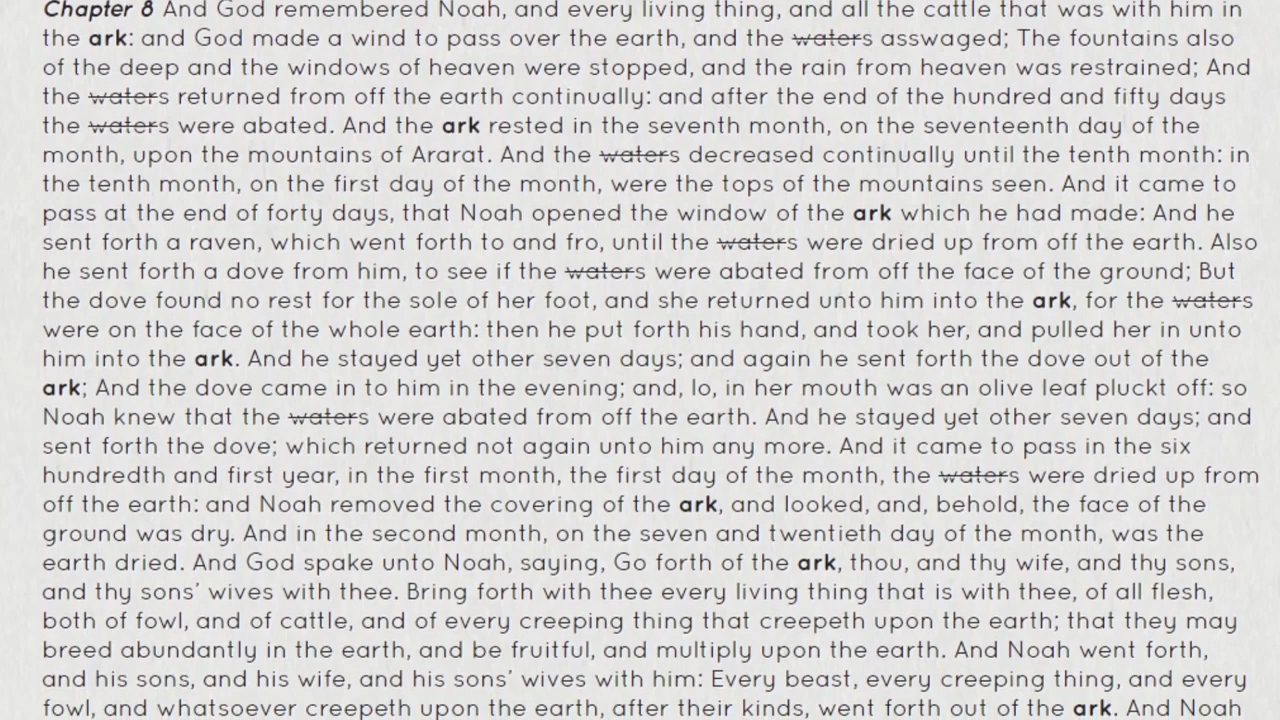 Chapter 8 And God remembered Noah, and every living thing, and all the cattle that was with him in
the ark: and God made a wind to pass over the earth, and the waters asswaged; The fountains also
of the deep and the windows of heaven were stopped, and the rain from heaven was restrained; And
the waters returned from off the earth continually: and after the end of the hundred and fifty days
the waters were abated. And the ark rested in the seventh month, on the seventeenth day of the
month, upon the mountains of Ararat. And the waters decreased continually until the tenth month: in
the tenth month, on the first day of the month, were the tops of the mountains seen. And it came to
pass at the end of forty days, that Noah opened the window of the ark which he had made: And he
sent forth a raven, which went forth to and fro, until the waters were dried up from off the earth. Also
he sent forth a dove from him, to see if the waters were abated from off the face of the ground; But
the dove found no rest for the sole of her foot, and she returned unto him into the ark, for the waters
were on the face of the whole earth: then he put forth his hand, and took her, and pulled her in unto
him into the ark. And he stayed yet other seven days; and again he sent forth the dove out of the
ark; And the dove came in to him in the evening; and, lo, in her mouth was an olive leaf pluckt off: so
Noah knew that the waters were abated from off the earth. And he stayed yet other seven days; and
sent forth the dove; which returned not again unto him any more. And it came to pass in the six
hundredth and first year, in the first month, the first day of the month, the waters were dried up from
off the earth: and Noah removed the covering of the ark, and looked, and, behold, the face of the
ground was dry. And in the second month, on the seven and twentieth day of the month, was the
earth dried. And God spake unto Noah, saying, Go forth of the ark, thou, and thy wife, and thy sons,
and thy sons' wives with thee. Bring forth with thee every living thing that is with thee, of all flesh,
both of fowl, and of cattle, and of every creeping thing that creepeth upon the earth; that they may
breed abundantly in the earth, and be fruitful, and multiply upon the earth. And Noah went forth,
and his sons, and his wife, and his sons' wives with him: Every beast, every creeping thing, and every
fowl, and whatsoever creepeth upon the earth, after their kinds, went forth out of the ark. And Noah